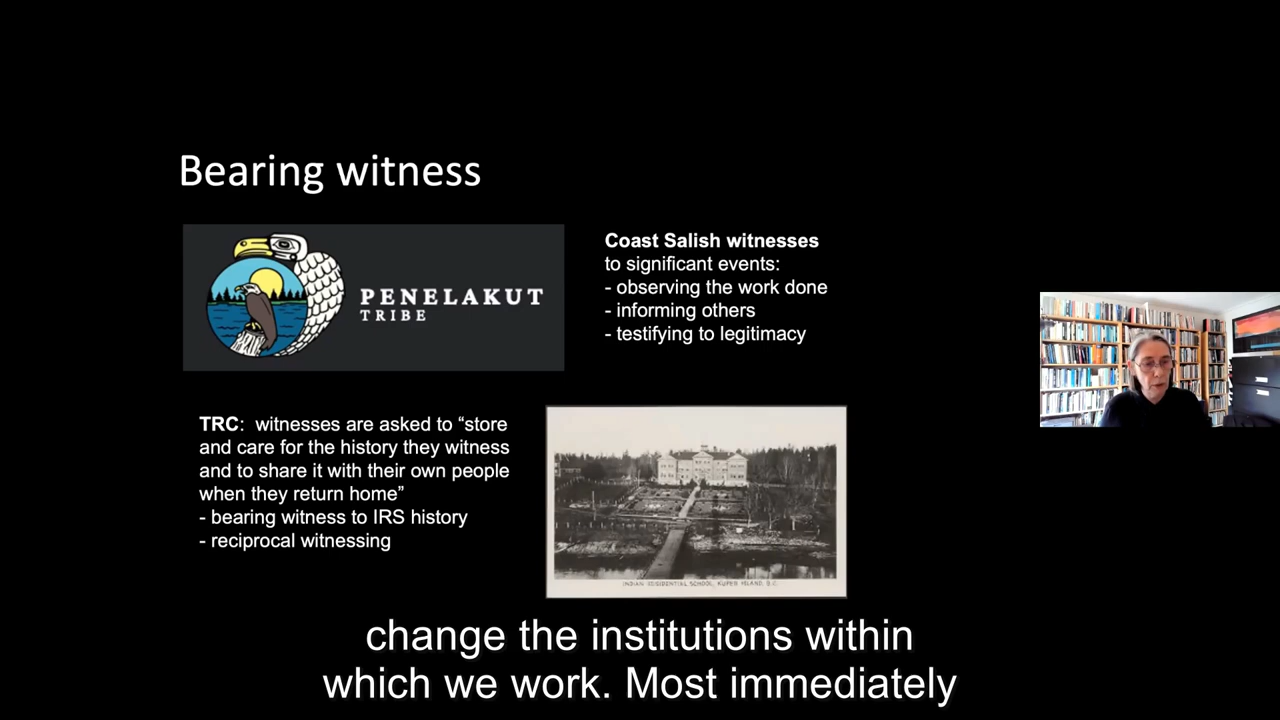 Bearing witness
PENELAKUT
TRIBE
Coast Salish witnesses
to significant events:
- observing the work done
- informing others
- testifying to legitimacy
TRC:  witnesses are asked to “store
and care for the history they witness
and to share it with their own people
when they return home”
- bearing witness to IRS history
- reciprocal witnessing
INDIAN RESIDENTIAL SCHOOL, KUPER ISLAND, B.C.
change the institutions within
which we work. Most immediately